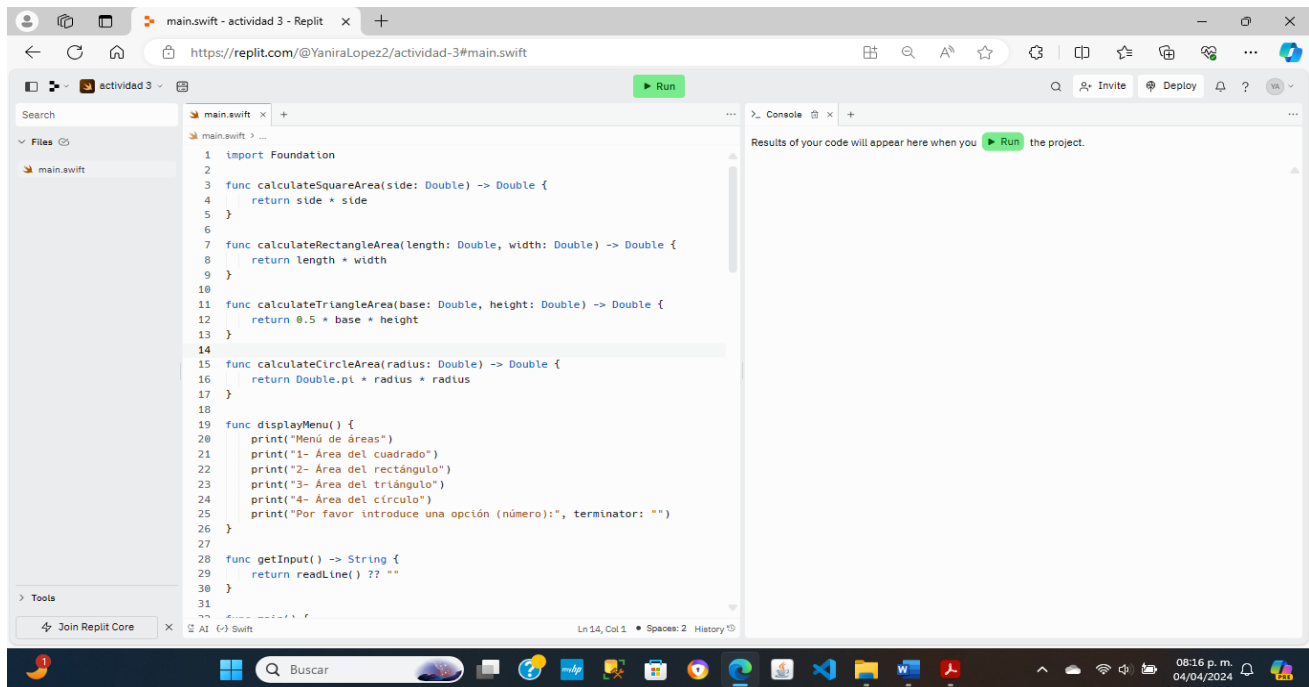 main.swift - actividad 3 - Replit
https://replit.com/@YaniraLopez2/actividad-3#main.swift
actividad 3
Run
Invite
Deploy
YA
Search
Files
main.swift
main.swift
main.swift > ...
1 import Foundation
2
3 func calculateSquareArea(side: Double) -> Double {
4 return side * side
5 }
6
7 func calculateRectangleArea(length: Double, width: Double) -> Double {
8 return length * width
9 }
10
11 func calculateTriangleArea(base: Double, height: Double) -> Double {
12 return 0.5 * base * height
13 }
14
15 func calculateCircleArea(radius: Double) -> Double {
16 return Double.pi * radius * radius
17 }
18
19 func displayMenu() {
20 print("Menú de áreas")
21 print("1- Área del cuadrado")
22 print("2- Área del rectángulo")
23 print("3- Área del triángulo")
24 print("4- Área del círculo")
25 print("Por favor introduce una opción (número):", terminator: "")
26 }
27
28 func getInput() -> String {
29 return readLine() ?? ""
30 }
31
32 func main() {
Console
Results of your code will appear here when you Run the project.
Tools
Join Replit Core
AI {} Swift
Ln 14, Col 1 • Spaces: 2 History
1
Buscar
myhp
08:16 p. m.
04/04/2024
PRE